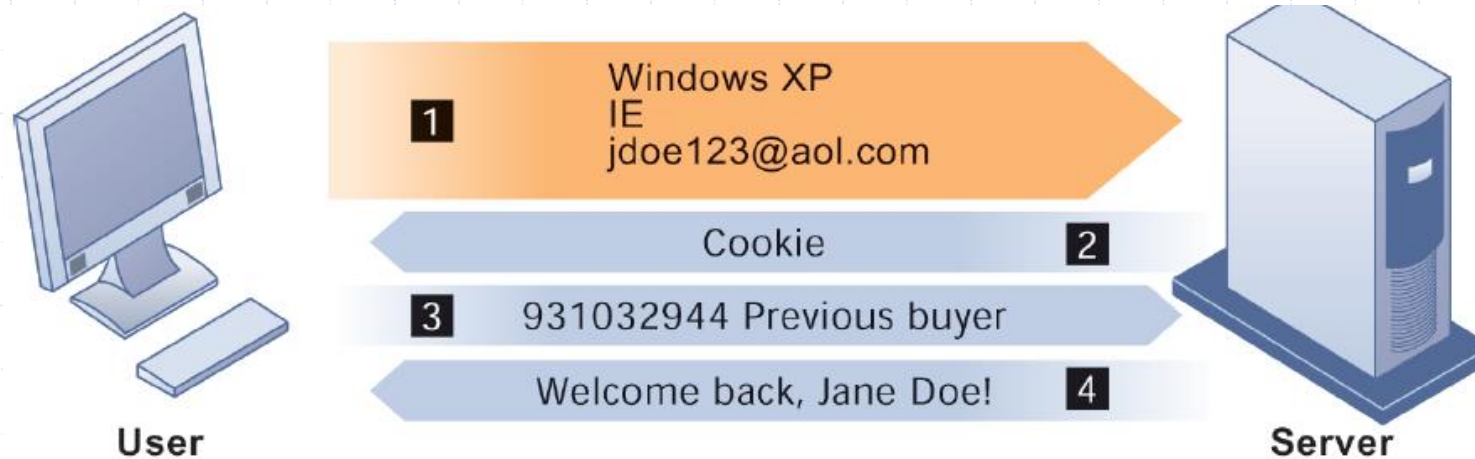 1
Windows XP
IE
jdoe123@aol.com
Cookie 2
3 931032944 Previous buyer
Welcome back, Jane Doe! 4
User
Server